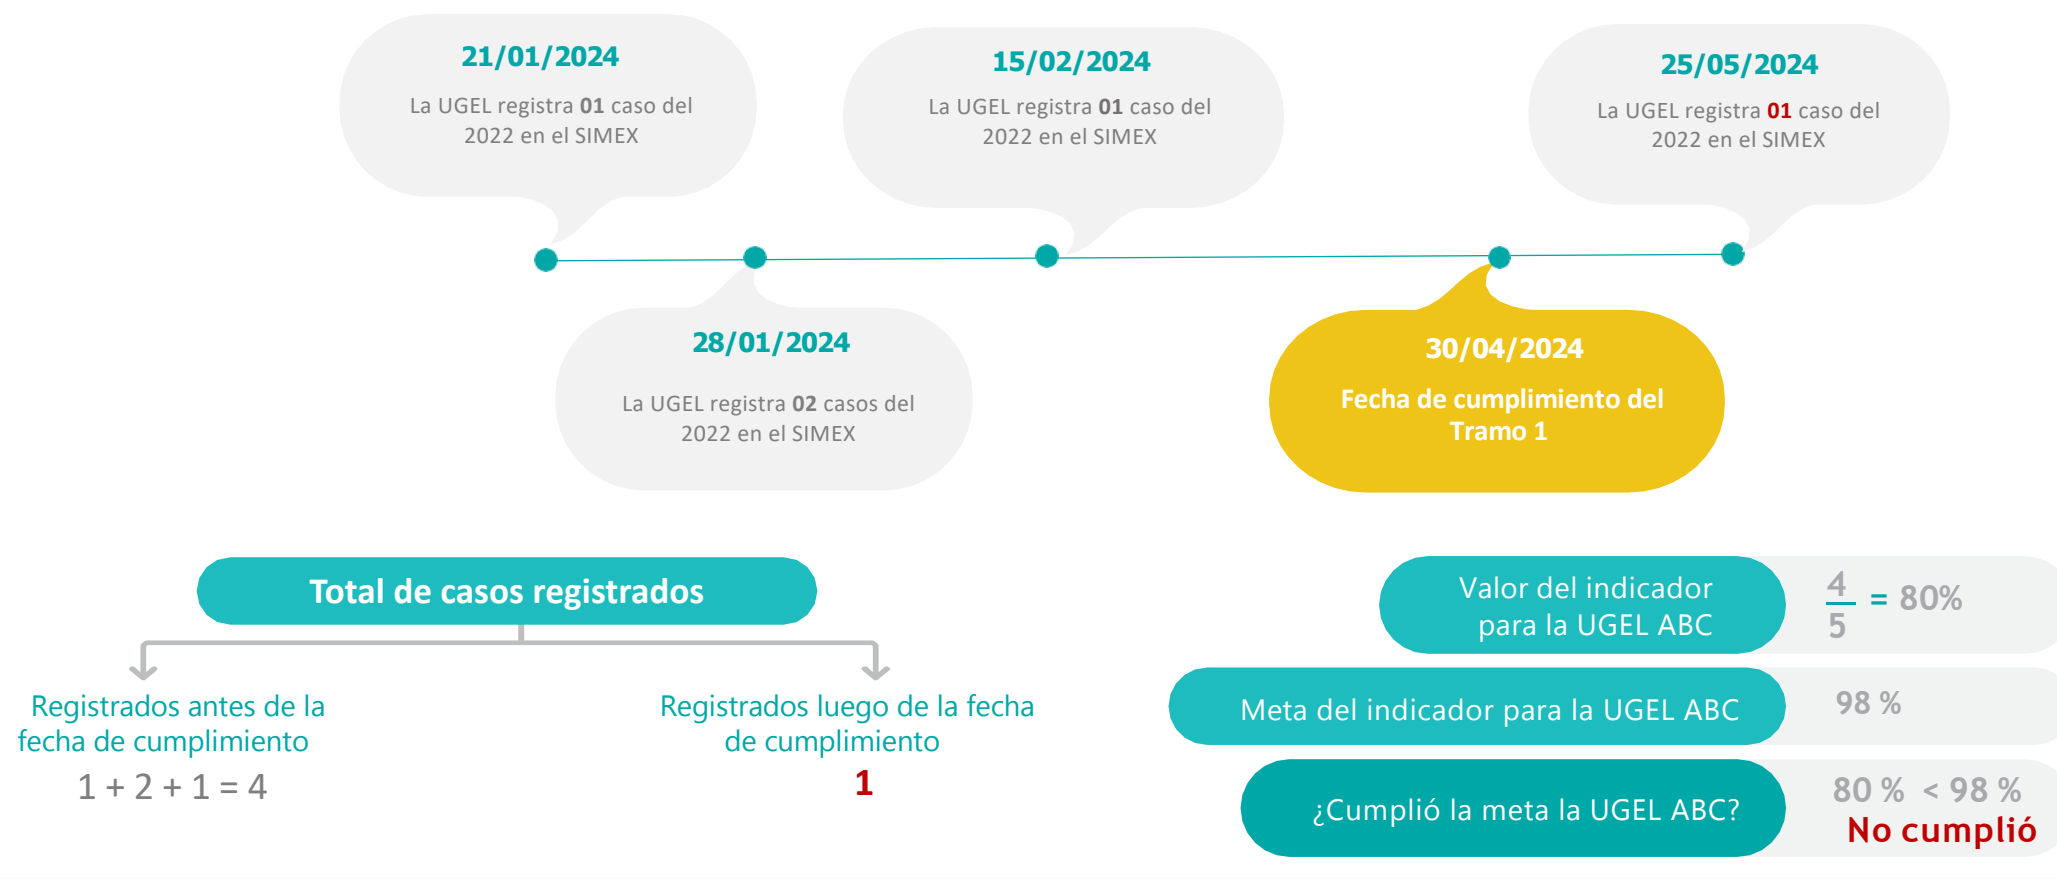 21/01/2024
La UGEL registra 01 caso del
2022 en el SIMEX
15/02/2024
La UGEL registra 01 caso del
2022 en el SIMEX
25/05/2024
La UGEL registra 01 caso del
2022 en el SIMEX
28/01/2024
La UGEL registra 02 casos del
2022 en el SIMEX
30/04/2024
Fecha de cumplimiento del
Tramo 1
Total de casos registrados
Registrados antes de la
fecha de cumplimiento
1 + 2 + 1 = 4
Registrados luego de la fecha
de cumplimiento
1
Valor del indicador
para la UGEL ABC
4
5
= 80%
Meta del indicador para la UGEL ABC
98 %
¿Cumplió la meta la UGEL ABC?
80 % < 98 %
No cumplió